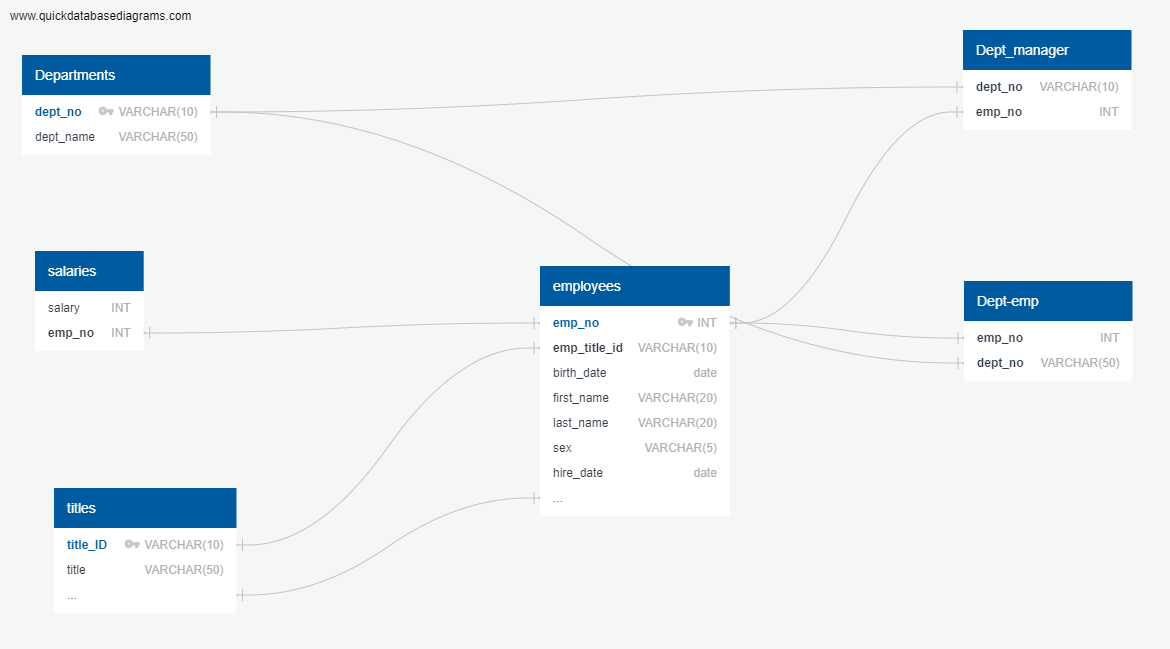 www.quickdatabasediagrams.com
Departments
dept_no VARCHAR(10)
dept_name VARCHAR(50)
Dept_manager
dept_no VARCHAR(10)
emp_no INT
salaries
salary INT
emp_no INT
employees
emp_no INT
emp_title_id VARCHAR(10)
birth_date date
first_name VARCHAR(20)
last_name VARCHAR(20)
sex VARCHAR(5)
hire_date date
...
Dept-emp
emp_no INT
dept_no VARCHAR(50)
titles
title_ID VARCHAR(10)
title VARCHAR(50)
...